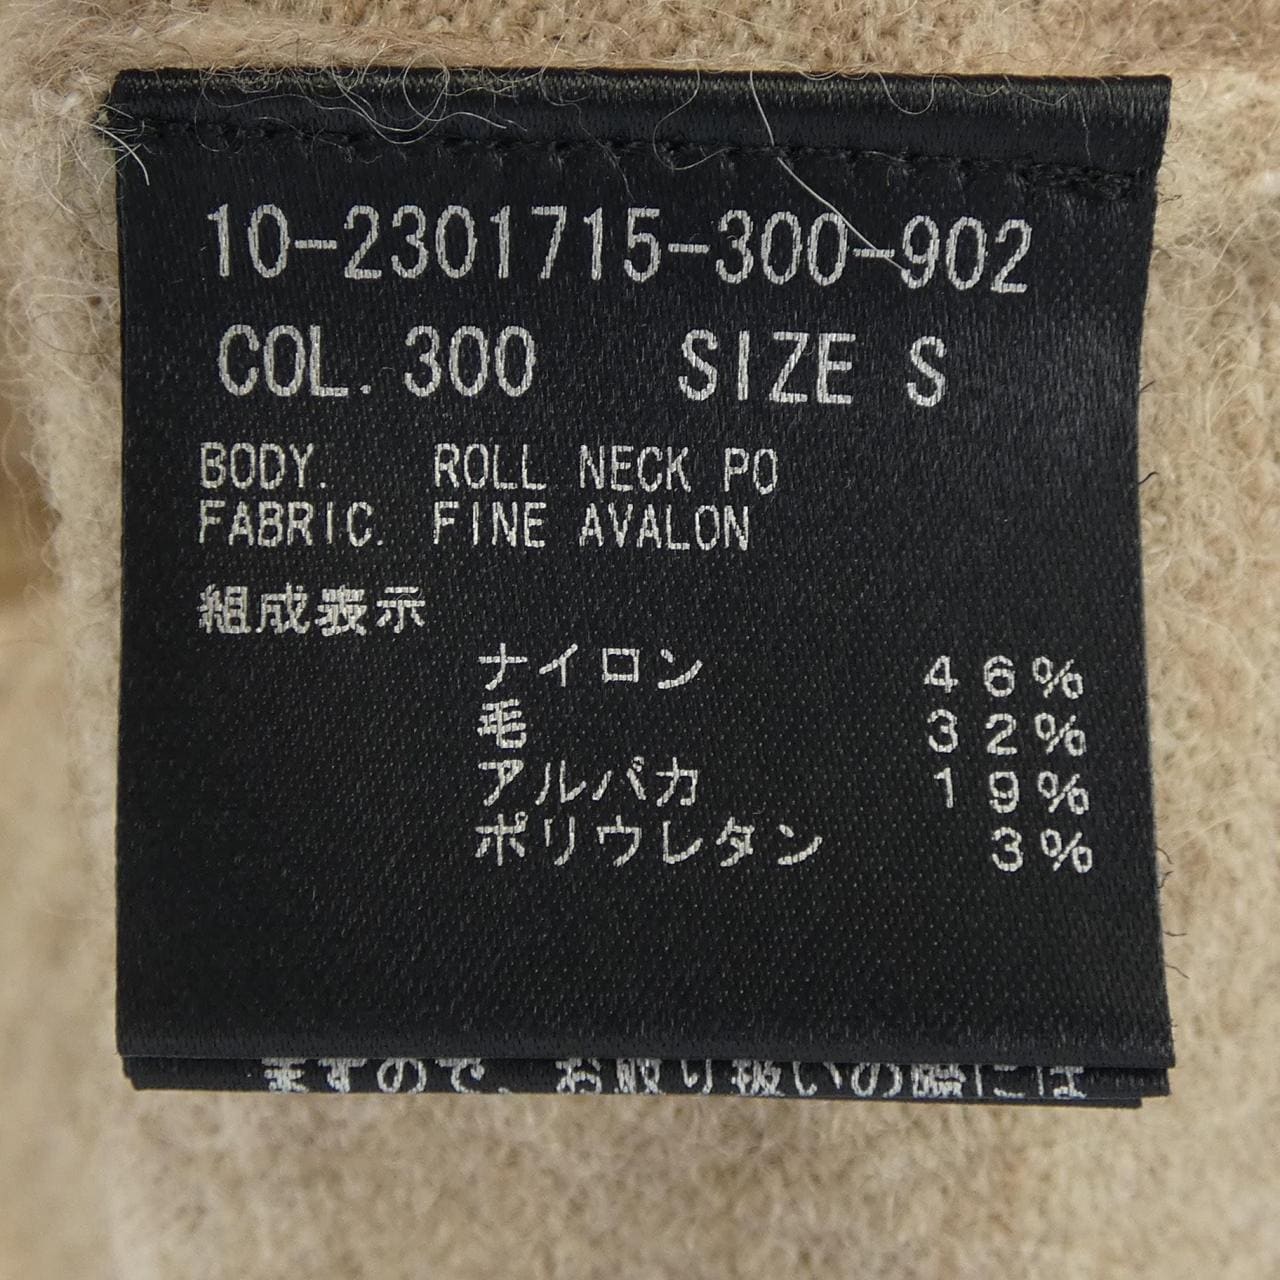 10-2301715-300-902
COL. 300 SIZE S
BODY. ROLL NECK PO
FABRIC. FINE AVALON
組成表示
ナイロン 46%
毛 32%
アルパカ 19%
ポリウレタン 3%
ますので、お取り扱いの際には